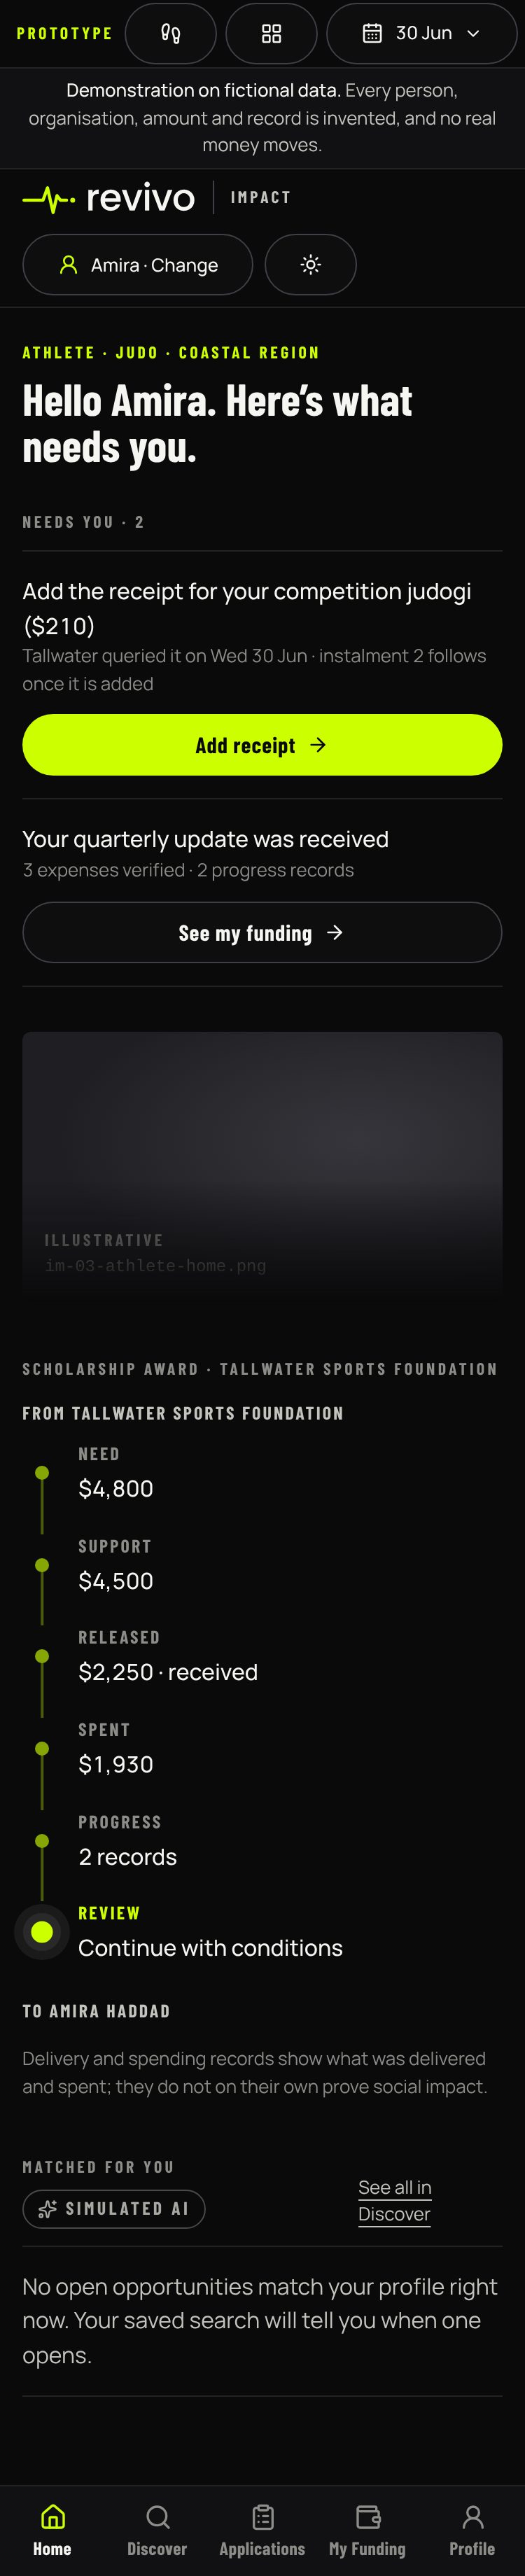 PROTOTYPE
30 Jun
Demonstration on fictional data. Every person,
organisation, amount and record is invented, and no real
money moves.
revivo
IMPACT
Amira · Change
ATHLETE · JUDO · COASTAL REGION
Hello Amira. Here’s what
needs you.
NEEDS YOU · 2
Add the receipt for your competition judogi
($210)
Tallwater queried it on Wed 30 Jun · instalment 2 follows
once it is added
Add receipt
Your quarterly update was received
3 expenses verified · 2 progress records
See my funding
ILLUSTRATIVE
im-03-athlete-home.png
SCHOLARSHIP AWARD · TALLWATER SPORTS FOUNDATION
FROM TALLWATER SPORTS FOUNDATION
NEED
$4,800
SUPPORT
$4,500
RELEASED
$2,250 · received
SPENT
$1,930
PROGRESS
2 records
REVIEW
Continue with conditions
TO AMIRA HADDAD
Delivery and spending records show what was delivered
and spent; they do not on their own prove social impact.
MATCHED FOR YOU
SIMULATED AI
See all in
Discover
No open opportunities match your profile right
now. Your saved search will tell you when one
opens.
Home
Discover
Applications
My Funding
Profile